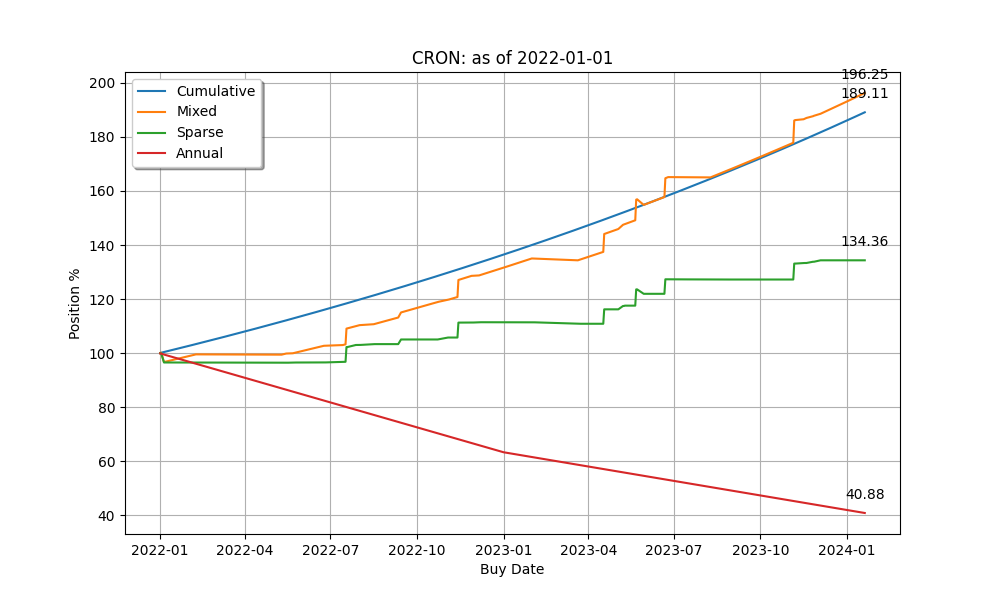 CRON: as of 2022-01-01
196.25
189.11
134.36
40.88
Cumulative
Mixed
Sparse
Annual
200
180
160
140
120
100
80
60
40
Position %
2022-01 2022-04 2022-07 2022-10 2023-01 2023-04 2023-07 2023-10 2024-01
Buy Date